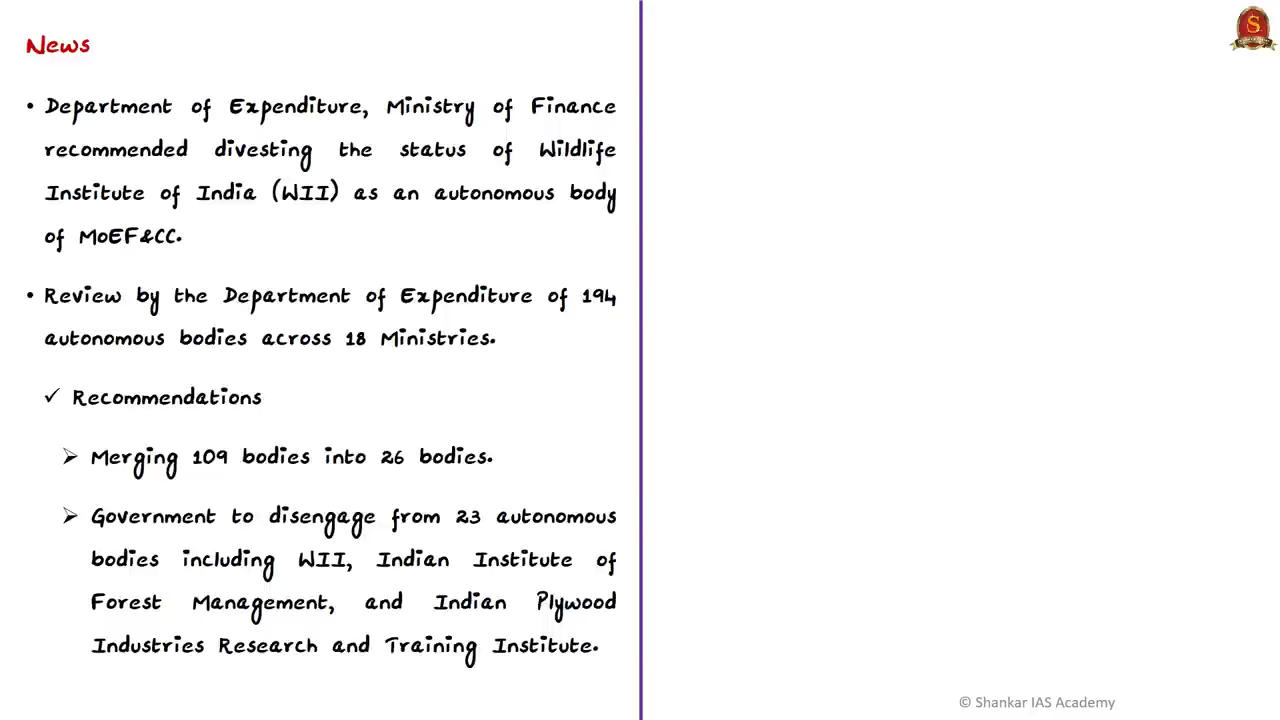 News
• Department of Expenditure, Ministry of Finance
recommended divesting the status of Wildlife
Institute of India (WII) as an autonomous body
of MoEF&CC.
• Review by the Department of Expenditure of 194
autonomous bodies across 18 Ministries.
✓ Recommendations
➢ Merging 109 bodies into 26 bodies.
➢ Government to disengage from 23 autonomous
bodies including WII, Indian Institute of
Forest Management, and Indian Plywood
Industries Research and Training Institute.
© Shankar IAS Academy